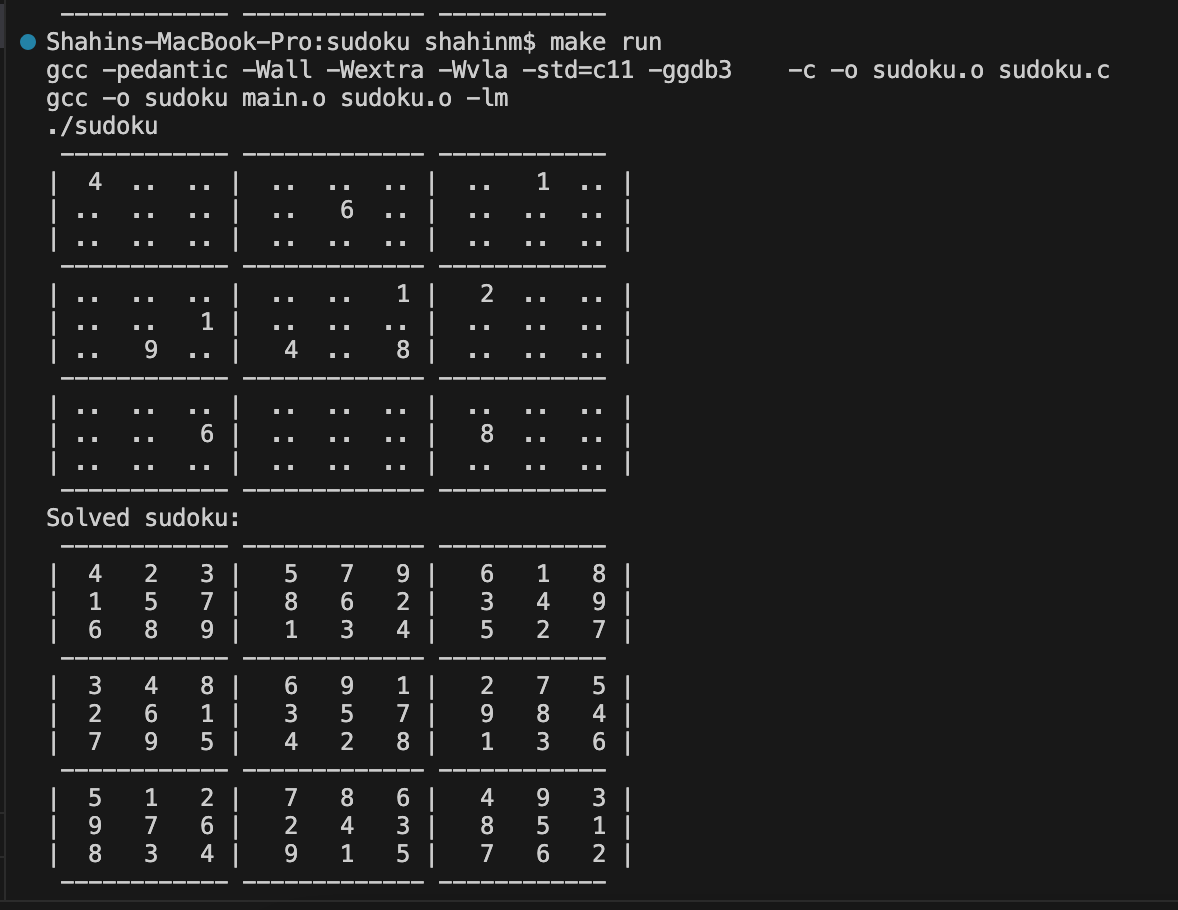 ———————————— ————————————— ————————————
Shahins-MacBook-Pro:sudoku shahinm$ make run
gcc -pedantic -Wall -Wextra -Wvla -std=c11 -ggdb3    -c -o sudoku.o sudoku.c
gcc -o sudoku main.o sudoku.o -lm
./sudoku
 ———————————— ————————————— ————————————
|  4  ..  .. |  ..  ..  .. |  ..   1  .. |
| ..  ..  .. |  ..   6  .. |  ..  ..  .. |
| ..  ..  .. |  ..  ..  .. |  ..  ..  .. |
 ———————————— ————————————— ————————————
| ..  ..  .. |  ..  ..   1 |   2  ..  .. |
| ..  ..   1 |  ..  ..  .. |  ..  ..  .. |
| ..   9  .. |   4  ..   8 |  ..  ..  .. |
 ———————————— ————————————— ————————————
| ..  ..  .. |  ..  ..  .. |  ..  ..  .. |
| ..  ..   6 |  ..  ..  .. |   8  ..  .. |
| ..  ..  .. |  ..  ..  .. |  ..  ..  .. |
 ———————————— ————————————— ————————————
Solved sudoku:
 ———————————— ————————————— ————————————
|  4   2   3 |   5   7   9 |   6   1   8 |
|  1   5   7 |   8   6   2 |   3   4   9 |
|  6   8   9 |   1   3   4 |   5   2   7 |
 ———————————— ————————————— ————————————
|  3   4   8 |   6   9   1 |   2   7   5 |
|  2   6   1 |   3   5   7 |   9   8   4 |
|  7   9   5 |   4   2   8 |   1   3   6 |
 ———————————— ————————————— ————————————
|  5   1   2 |   7   8   6 |   4   9   3 |
|  9   7   6 |   2   4   3 |   8   5   1 |
|  8   3   4 |   9   1   5 |   7   6   2 |
 ———————————— ————————————— ————————————